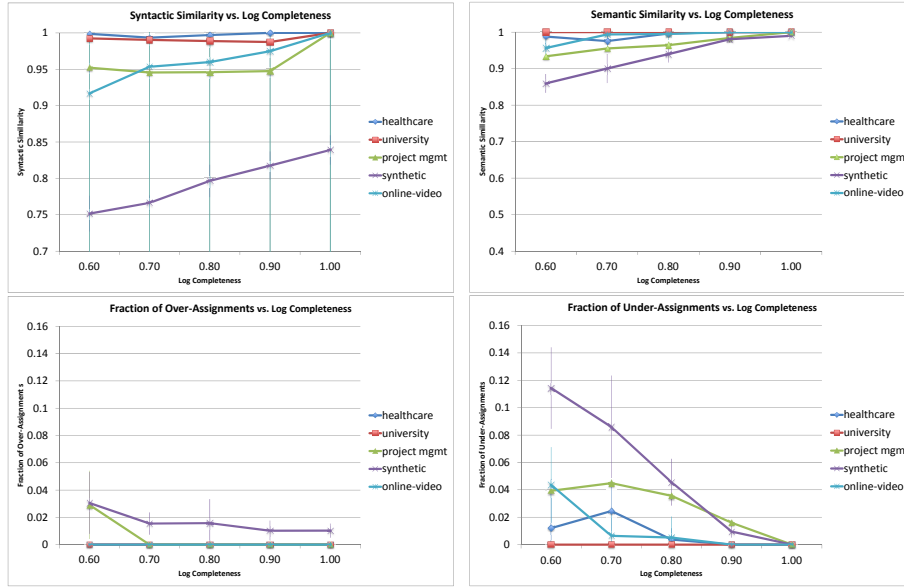 Syntactic Similarity vs. Log Completeness
1
0.95
0.9
0.85
0.8
0.75
0.7
Syntactic Simillarity
0.60 0.70 0.80 0.90 1.00
Log Completeness
healthcare
university
project mgmt
synthetic
online-video
Semantic Similarity vs. Log Completeness
1
0.9
0.8
0.7
0.6
0.5
0.4
Semantic Similarity
0.60 0.70 0.80 0.90 1.00
Log Completeness
healthcare
university
project mgmt
synthetic
online-video
Fraction of Over-Assignments vs. Log Completeness
0.16
0.14
0.12
0.1
0.08
0.06
0.04
0.02
0
Fraction of Over-Assignment s
0.60 0.70 0.80 0.90 1.00
Log Completeness
healthcare
university
project mgmt
synthetic
online-video
Fraction of Under-Assignments vs. Log Completeness
0.16
0.14
0.12
0.1
0.08
0.06
0.04
0.02
0
Fraction of Under-Assignments
0.60 0.70 0.80 0.90 1.00
Log Completeness
healthcare
university
project mgmt
synthetic
online-video